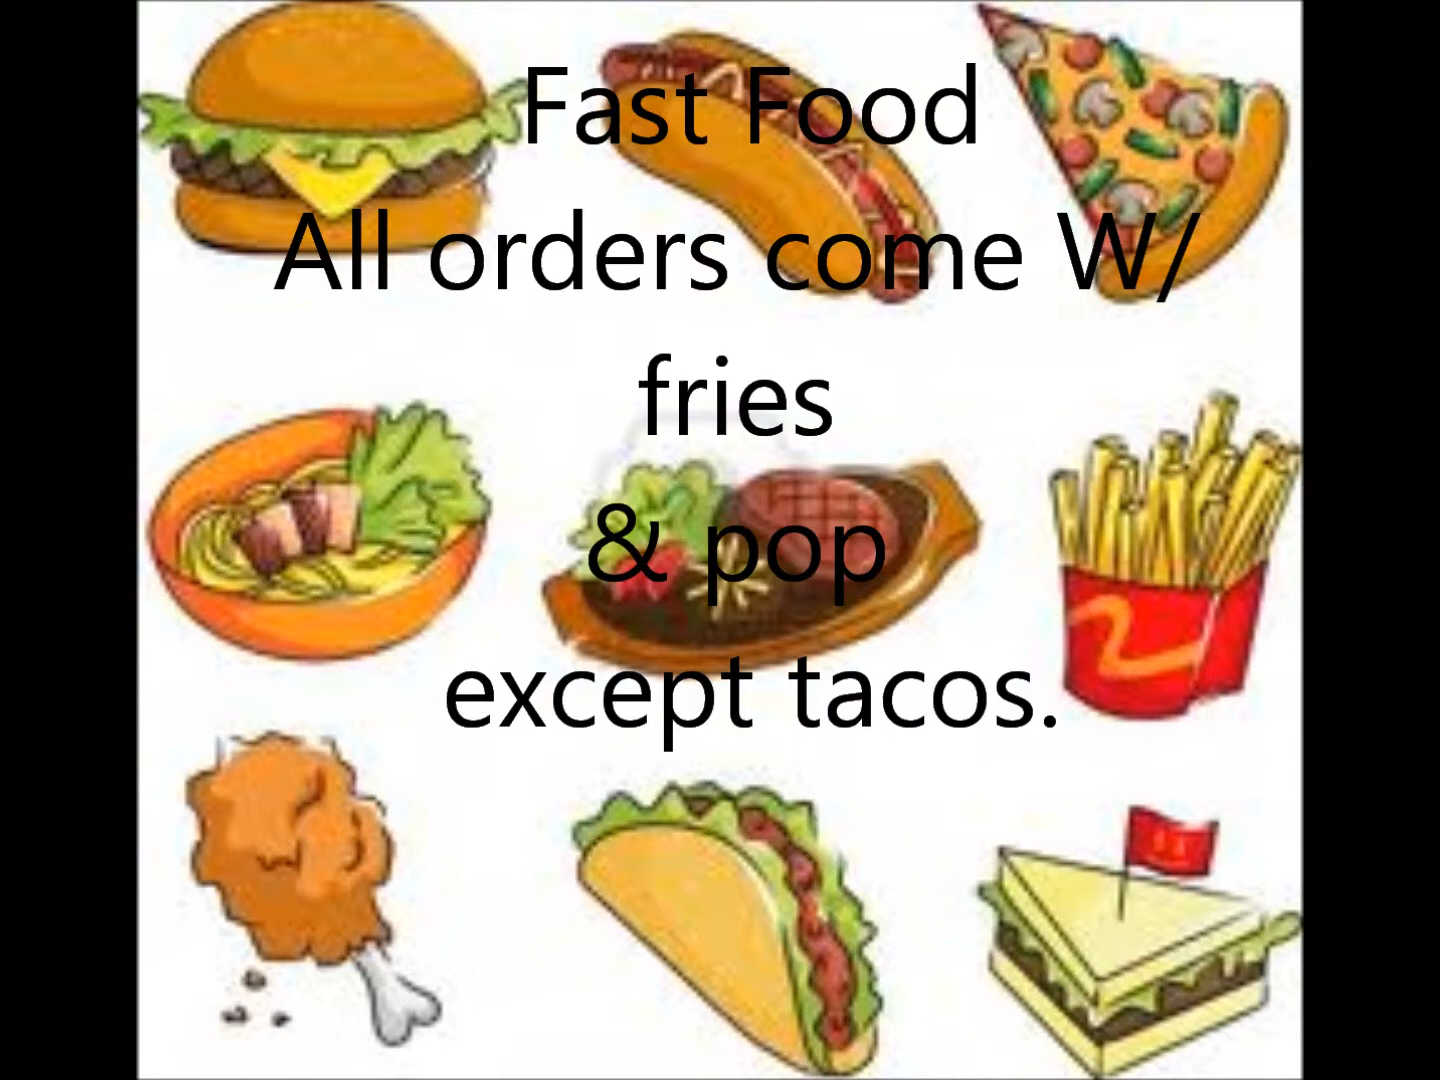 Fast Food
All orders come W/
fries
& pop
except tacos.